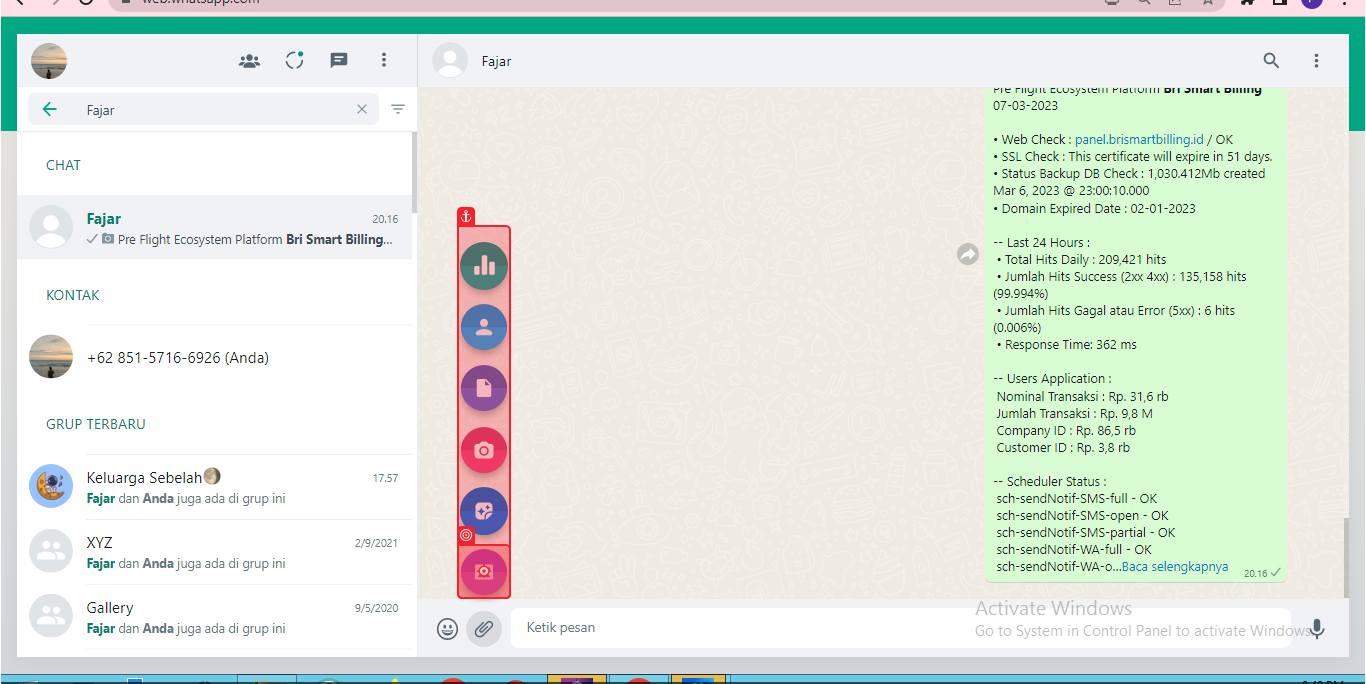 web.whatsapp.com
Fajar
CHAT
Fajar 20.16
Pre Flight Ecosystem Platform Bri Smart Billing...
KONTAK
+62 851-5716-6926 (Anda)
GRUP TERBARU
Keluarga Sebelah 17.57
Fajar dan Anda juga ada di grup ini
XYZ 2/9/2021
Fajar dan Anda juga ada di grup ini
Gallery 9/5/2020
Fajar dan Anda juga ada di grup ini
Fajar
Pre Flight Ecosystem Platform Bri Smart Billing
07-03-2023
• Web Check : panel.brismartbilling.id / OK
• SSL Check : This certificate will expire in 51 days.
• Status Backup DB Check : 1,030.412Mb created
Mar 6, 2023 @ 23:00:10.000
• Domain Expired Date : 02-01-2023
-- Last 24 Hours :
• Total Hits Daily : 209,421 hits
• Jumlah Hits Success (2xx 4xx) : 135,158 hits
(99.994%)
• Jumlah Hits Gagal atau Error (5xx) : 6 hits
(0.006%)
• Response Time: 362 ms
-- Users Application :
Nominal Transaksi : Rp. 31,6 rb
Jumlah Transaksi : Rp. 9,8 M
Company ID : Rp. 86,5 rb
Customer ID : Rp. 3,8 rb
-- Scheduler Status :
sch-sendNotif-SMS-full - OK
sch-sendNotif-SMS-open - OK
sch-sendNotif-SMS-partial - OK
sch-sendNotif-WA-full - OK
sch-sendNotif-WA-o...Baca selengkapnya
20.16
Ketik pesan
Activate Windows
Go to System in Control Panel to activate Windows.